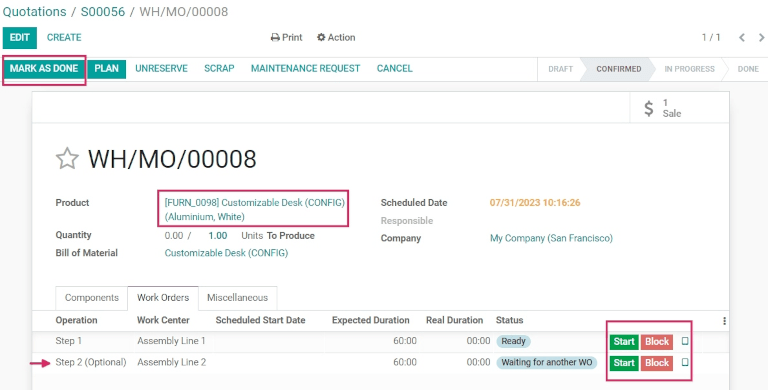 Quotations / S00056 / WH/MO/00008
EDIT CREATE Print Action 1 / 1
MARK AS DONE PLAN UNRESERVE SCRAP MAINTENANCE REQUEST CANCEL DRAFT CONFIRMED IN PROGRESS DONE
1
$ Sale
WH/MO/00008
Product [FURN_0098] Customizable Desk (CONFIG) Scheduled Date 07/31/2023 10:16:26
(Aluminium, White) Responsible
Quantity 0.00 / 1.00 Units To Produce Company My Company (San Francisco)
Bill of Material Customizable Desk (CONFIG)
Components Work Orders Miscellaneous
Operation Work Center Scheduled Start Date Expected Duration Real Duration Status
Step 1 Assembly Line 1 60:00 00:00 Ready Start Block
Step 2 (Optional) Assembly Line 2 60:00 00:00 Waiting for another WO Start Block